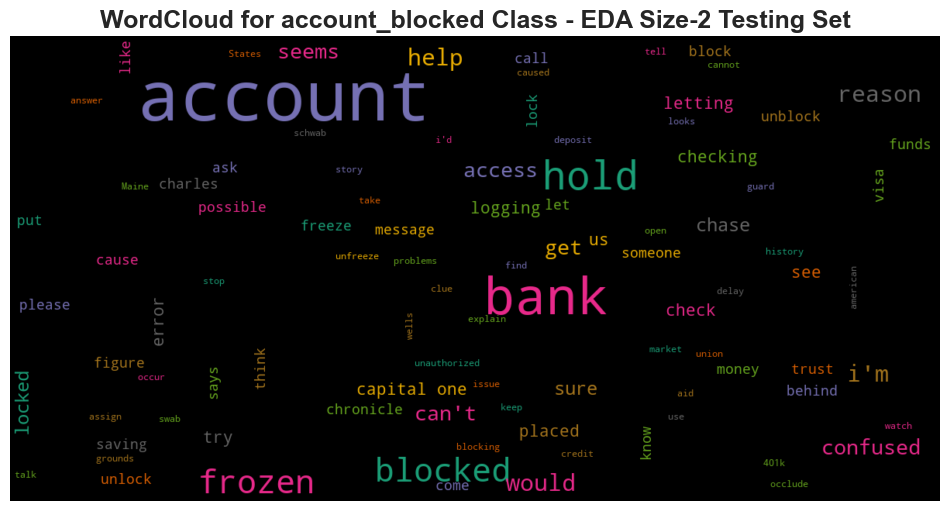 WordCloud for account_blocked Class - EDA Size-2 Testing Set
like
States
seems
help
call
caused
tell
block
cannot
account
answer
schwab
lock
i'd
deposit
letting
looks
unblock
reason
funds
Maine
charles
ask
story
access
hold
checking
guard
visa
put
possible
take
freeze
message
logging
let
get
us
someone
open
chase
history
cause
unfreeze
problems
find
see
please
stop
error
clue
bank
explain
delay
check
american
wells
figure
occur
think
says
unauthorized
market
union
money
trust
i'm
locked
capital one
issue
sure
aid
behind
assign
swab
chronicle
can't
keep
use
watch
saving
grounds
try
blocking
placed
credit
know
confused
talk
unlock
frozen
blocked
come
would
401k
occlude